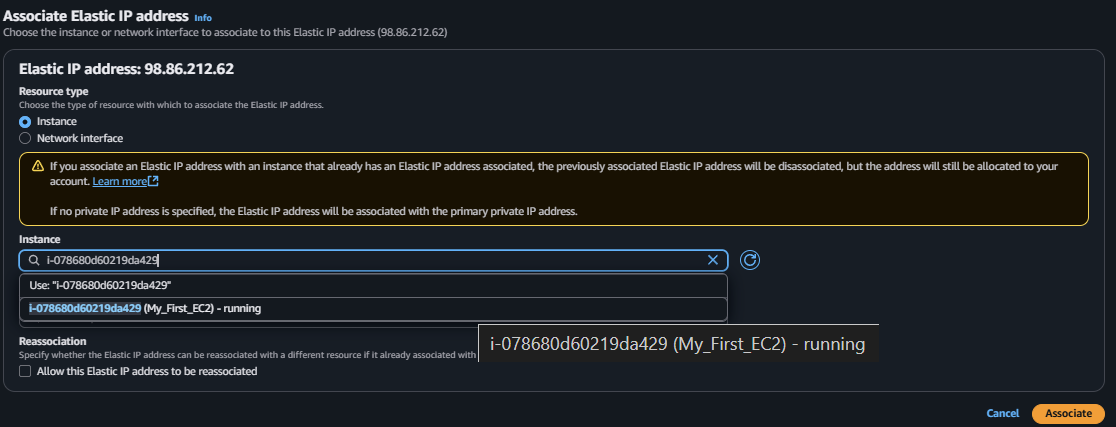 Associate Elastic IP address Info
Choose the instance or network interface to associate to this Elastic IP address (98.86.212.62)
Elastic IP address: 98.86.212.62
Resource type
Choose the type of resource with which to associate the Elastic IP address.
Instance
Network interface
If you associate an Elastic IP address with an instance that already has an Elastic IP address associated, the previously associated Elastic IP address will be disassociated, but the address will still be allocated to your
account. Learn more
If no private IP address is specified, the Elastic IP address will be associated with the primary private IP address.
Instance
i-078680d60219da429
Use: "i-078680d60219da429"
i-078680d60219da429 (My_First_EC2) - running
i-078680d60219da429 (My_First_EC2) - running
Reassociation
Specify whether the Elastic IP address can be reassociated with a different resource if it already associated with
Allow this Elastic IP address to be reassociated
Cancel
Associate